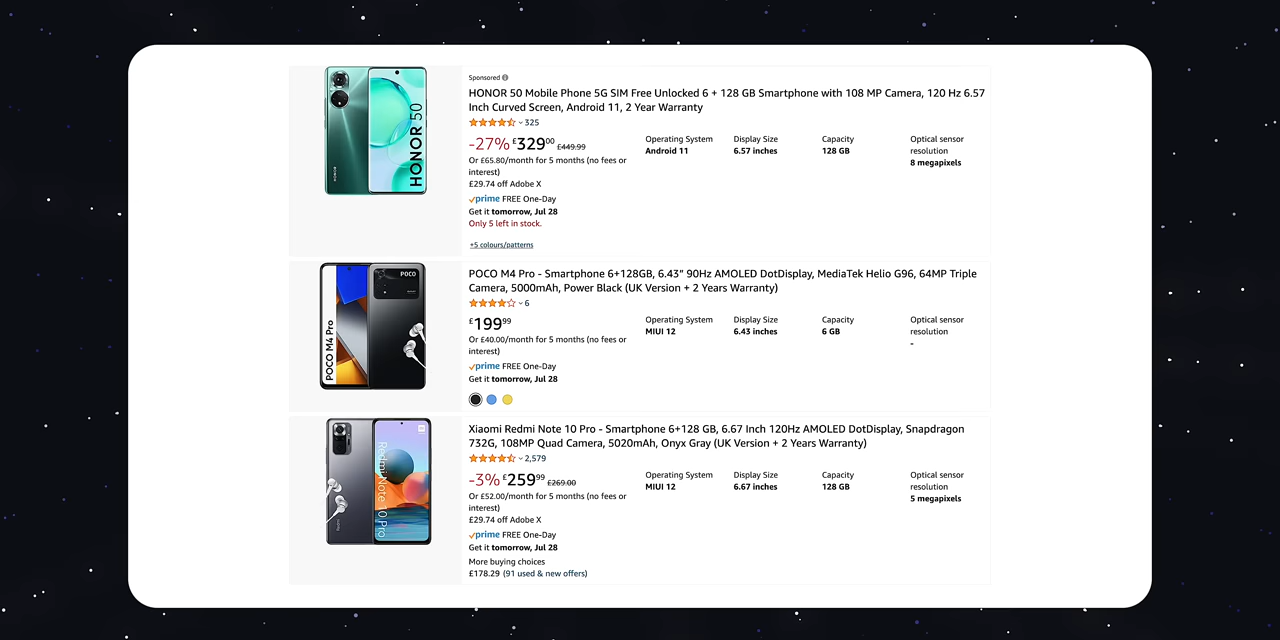 Sponsored
HONOR 50 Mobile Phone 5G SIM Free Unlocked 6 + 128 GB Smartphone with 108 MP Camera, 120 Hz 6.57
Inch Curved Screen, Android 11, 2 Year Warranty
325
-27% £329.00 £449.99
Or £65.80/month for 5 months (no fees or
interest)
£29.74 off Adobe X
prime FREE One-Day
Get it tomorrow, Jul 28
Only 5 left in stock.
+5 colours/patterns
Operating System
Android 11
Display Size
6.57 inches
Capacity
128 GB
Optical sensor
resolution
8 megapixels
HONOR 50
HONOR
POCO M4 Pro - Smartphone 6+128GB, 6.43” 90Hz AMOLED DotDisplay, MediaTek Helio G96, 64MP Triple
Camera, 5000mAh, Power Black (UK Version + 2 Years Warranty)
6
£199.99
Or £40.00/month for 5 months (no fees or
interest)
prime FREE One-Day
Get it tomorrow, Jul 28
Operating System
MIUI 12
Display Size
6.43 inches
Capacity
6 GB
Optical sensor
resolution
-
POCO M4 Pro
POCO
Xiaomi Redmi Note 10 Pro - Smartphone 6+128 GB, 6.67 Inch 120Hz AMOLED DotDisplay, Snapdragon
732G, 108MP Quad Camera, 5020mAh, Onyx Gray (UK Version + 2 Years Warranty)
2,579
-3% £259.99 £269.00
Or £52.00/month for 5 months (no fees or
interest)
£29.74 off Adobe X
prime FREE One-Day
Get it tomorrow, Jul 28
More buying choices
£178.29 (91 used & new offers)
Operating System
MIUI 12
Display Size
6.67 inches
Capacity
128 GB
Optical sensor
resolution
5 megapixels
Redmi
Redmi Note 10 Pro